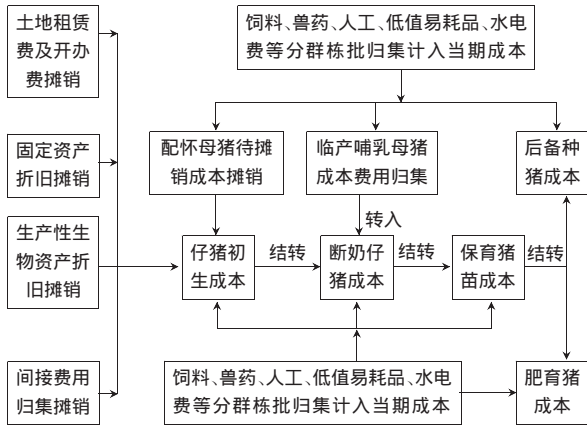 土地租赁
费及开办
费摊销
饲料、兽药、人工、低值易耗品、水电
费等分群栋批归集计入当期成本
固定资产
折旧摊销
配怀母猪待摊
销成本摊销
临产哺乳母猪
成本费用归集
后备种
猪成本
转入
生产性生
物资产折
旧摊销
仔猪初
生成本
结转
断奶仔
猪成本
结转
保育猪
苗成本
结转
间接费用
归集摊销
饲料、兽药、人工、低值易耗品、水电
费等分群栋批归集计入当期成本
肥育猪
成本